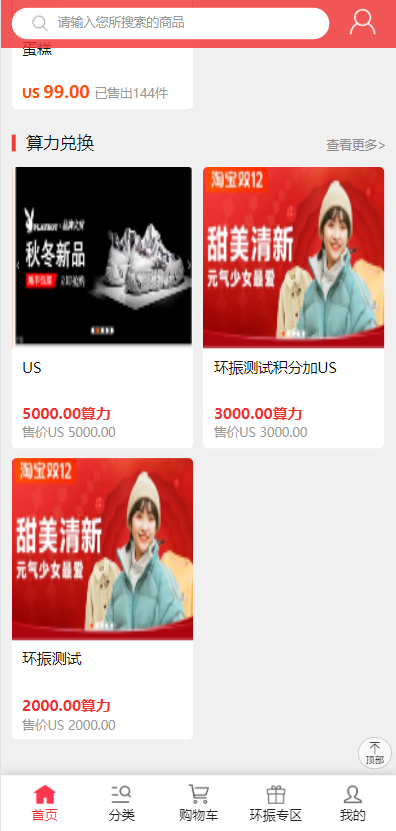 请输入您所搜索的商品
蛋糕
US 99.00 已售出144件
算力兑换
查看更多>
PLAYBOY 品牌之夜
秋冬新品
US
5000.00算力
售价US 5000.00
淘宝双12
甜美清新
元气少女最爱
环振测试积分加US
3000.00算力
售价US 3000.00
淘宝双12
甜美清新
元气少女最爱
环振测试
2000.00算力
售价US 2000.00
顶部
首页
分类
购物车
环振专区
我的